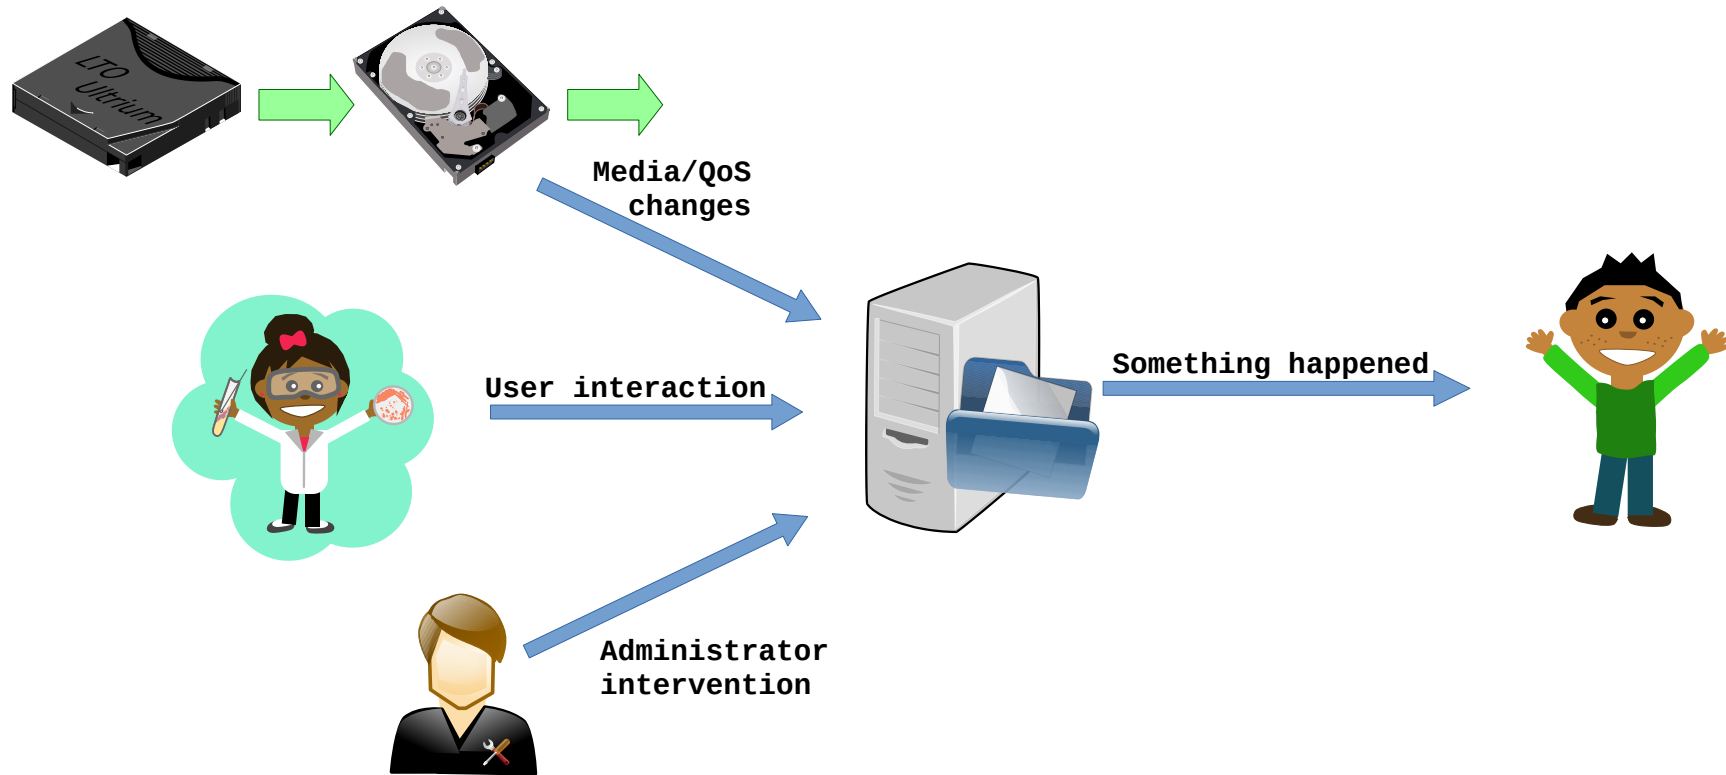 LTO
Ultrium
Media/QoS
changes
User interaction
Something happened
Administrator
intervention